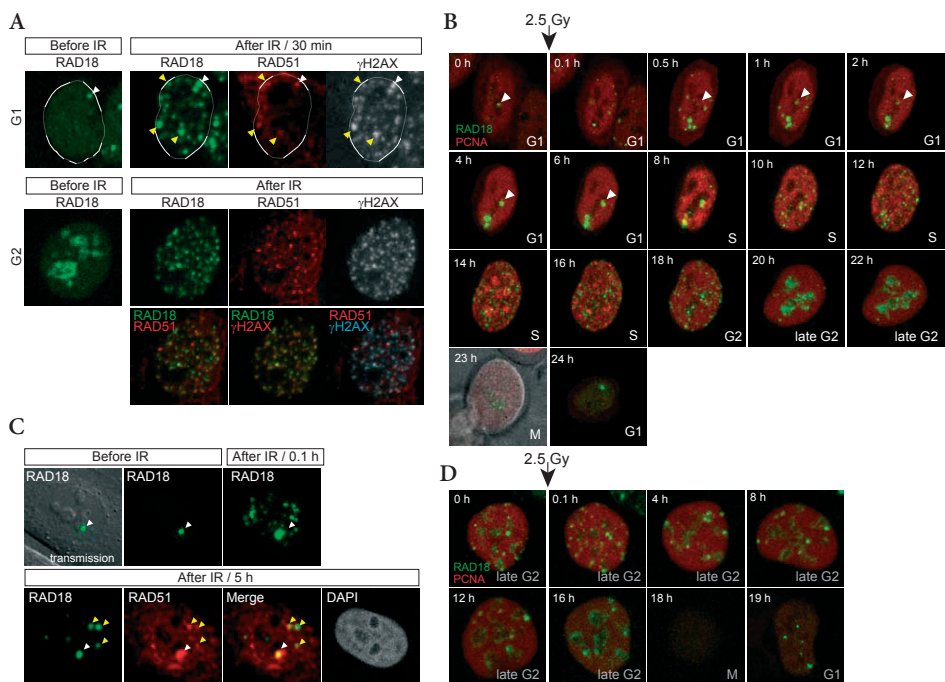 A
Before IR
After IR / 30 min
RAD18
RAD18
RAD51
γH2AX
G1
Before IR
After IR
RAD18
RAD18
RAD51
γH2AX
G2
RAD18
RAD51
RAD18
γH2AX
RAD51
γH2AX
B
2.5 Gy
0 h
0.1 h
0.5 h
1 h
2 h
RAD18
PCNA
G1
G1
G1
G1
G1
4 h
6 h
8 h
10 h
12 h
G1
G1
S
S
S
14 h
16 h
18 h
20 h
22 h
S
S
G2
late G2
late G2
23 h
24 h
M
G1
C
Before IR
After IR / 0.1 h
RAD18
RAD18
RAD18
transmission
After IR / 5 h
RAD18
RAD51
Merge
DAPI
D
2.5 Gy
0 h
0.1 h
4 h
8 h
RAD18
PCNA
late G2
late G2
late G2
late G2
12 h
16 h
18 h
19 h
late G2
late G2
M
G1